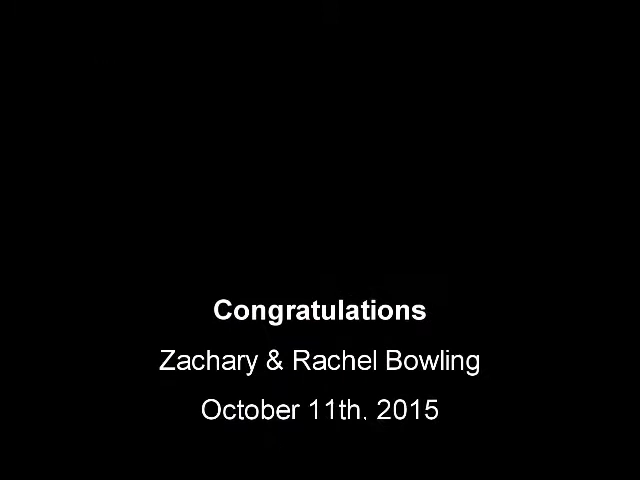 Congratulations
Zachary & Rachel Bowling
October 11th, 2015